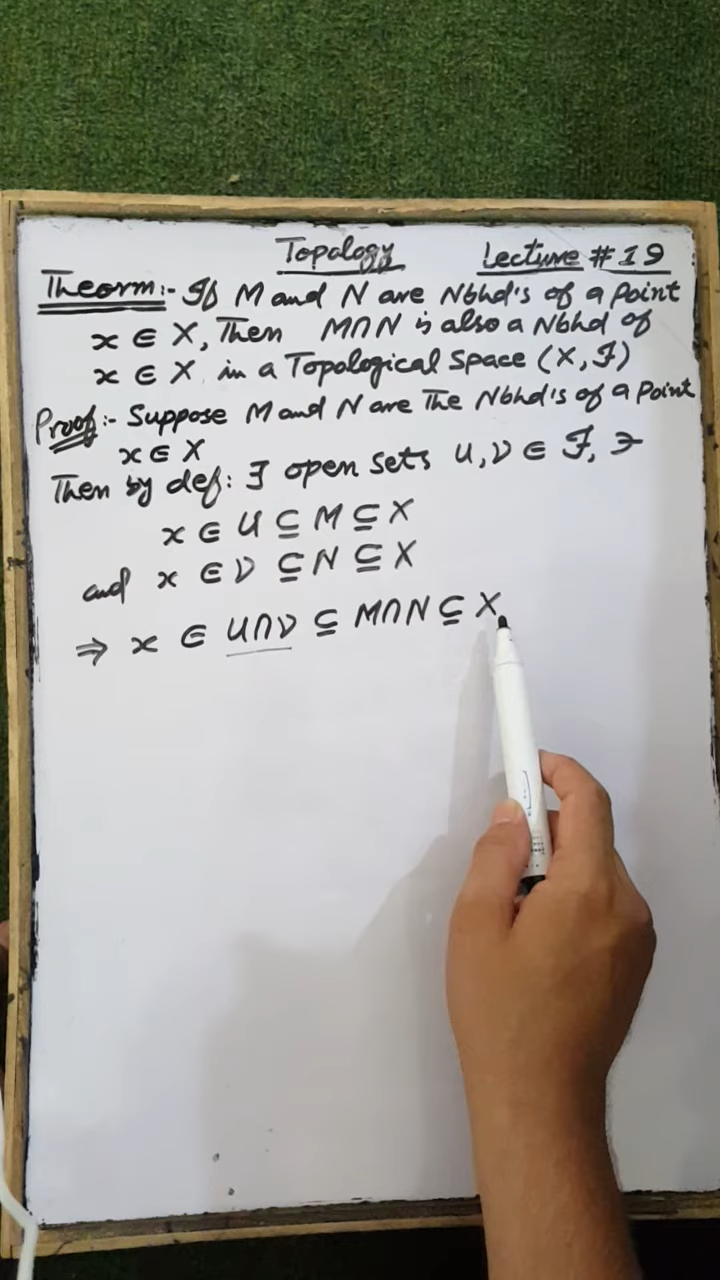 Topology Lecture # 19
Theorm:- If M and N are Nbhd's of a Point
x ∈ X, Then M∩N is also a Nbhd of
x ∈ X in a Topological Space (X, ℱ)
Proof:- Suppose M and N are The Nbhd's of a Point
x ∈ X
Then by def: ∃ open sets U, V ∈ ℱ, ∋
x ∈ U ⊆ M ⊆ X
and x ∈ V ⊆ N ⊆ X
⇒ x ∈ U∩V ⊆ M∩N ⊆ X